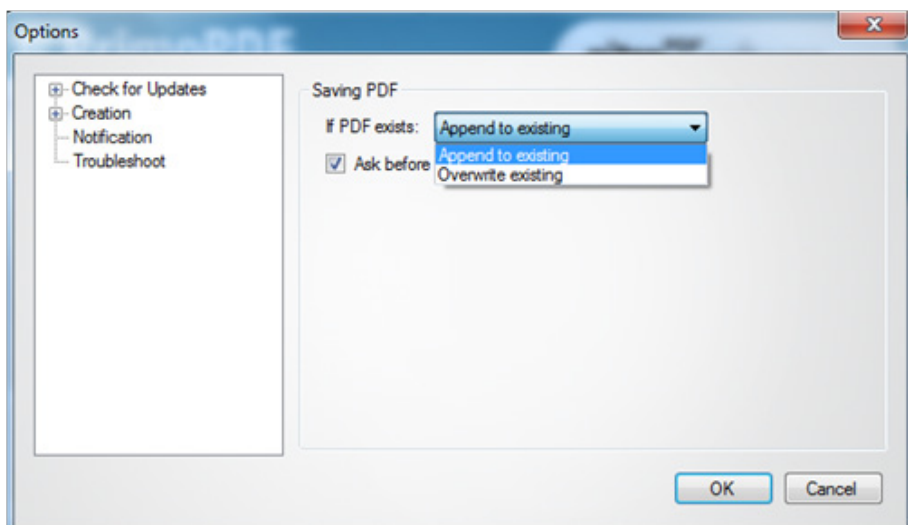 Options
Check for Updates
Creation
Notification
Troubleshoot
Saving PDF
If PDF exists: Append to existing
Append to existing
Overwrite existing
Ask before
OK Cancel